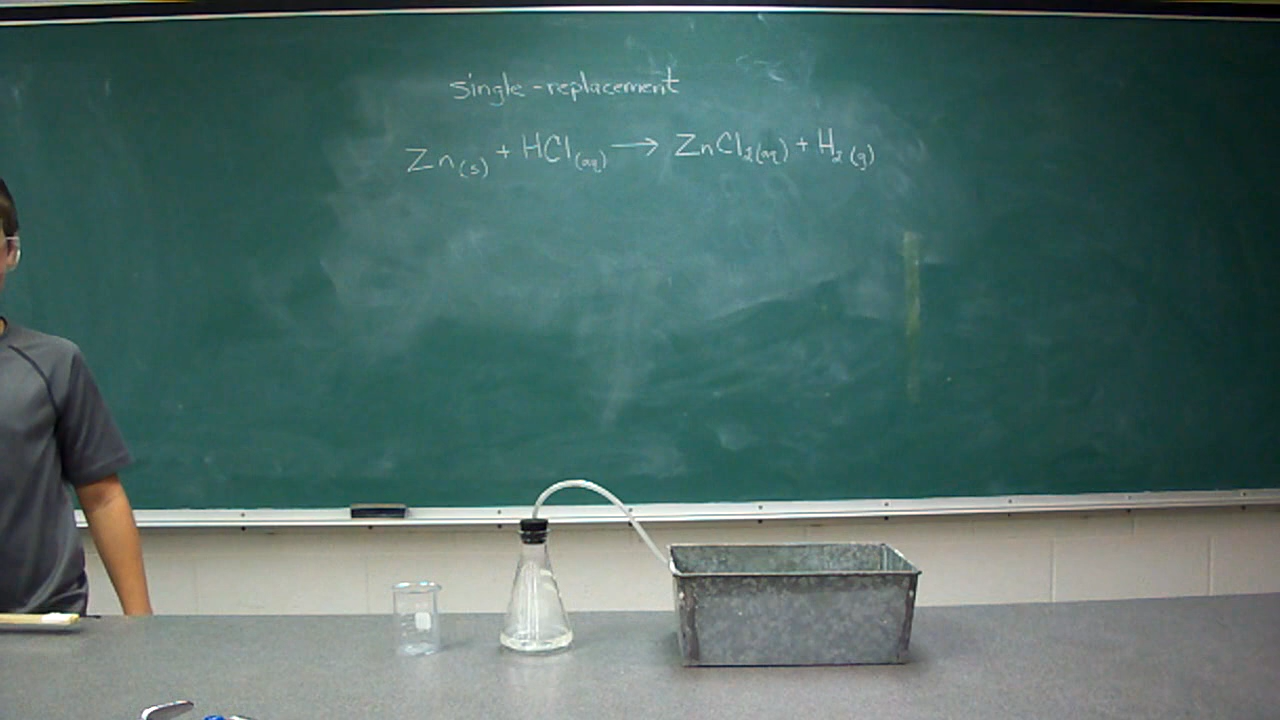 single-replacement
Zn(s) + HCl(aq) → ZnCl₂(aq) + H₂(g)